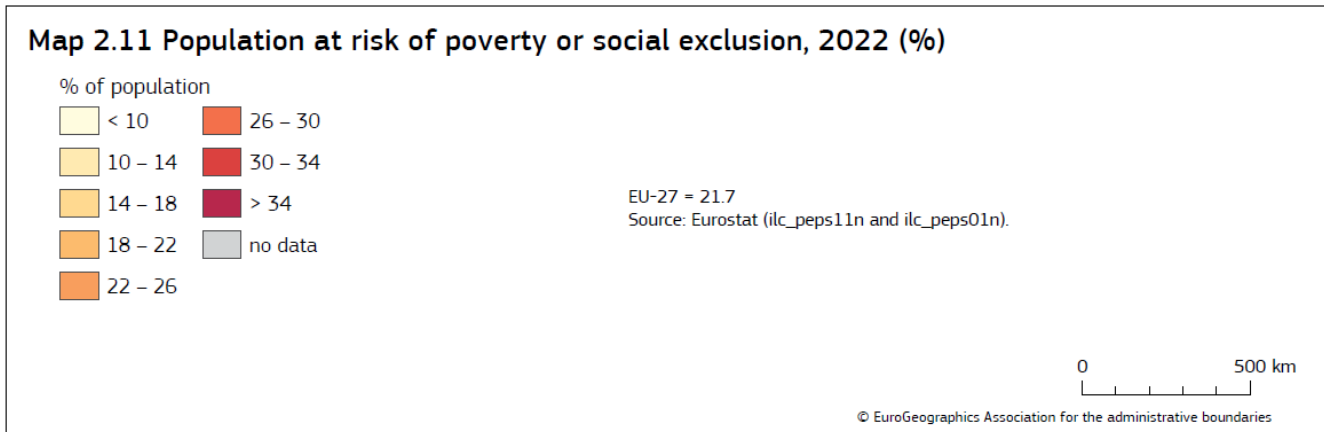 Map 2.11 Population at risk of poverty or social exclusion, 2022 (%)
% of population
< 10
10 – 14
14 – 18
18 – 22
22 – 26
26 – 30
30 – 34
> 34
no data
EU-27 = 21.7
Source: Eurostat (ilc_peps11n and ilc_peps01n).
0 500 km
© EuroGeographics Association for the administrative boundaries